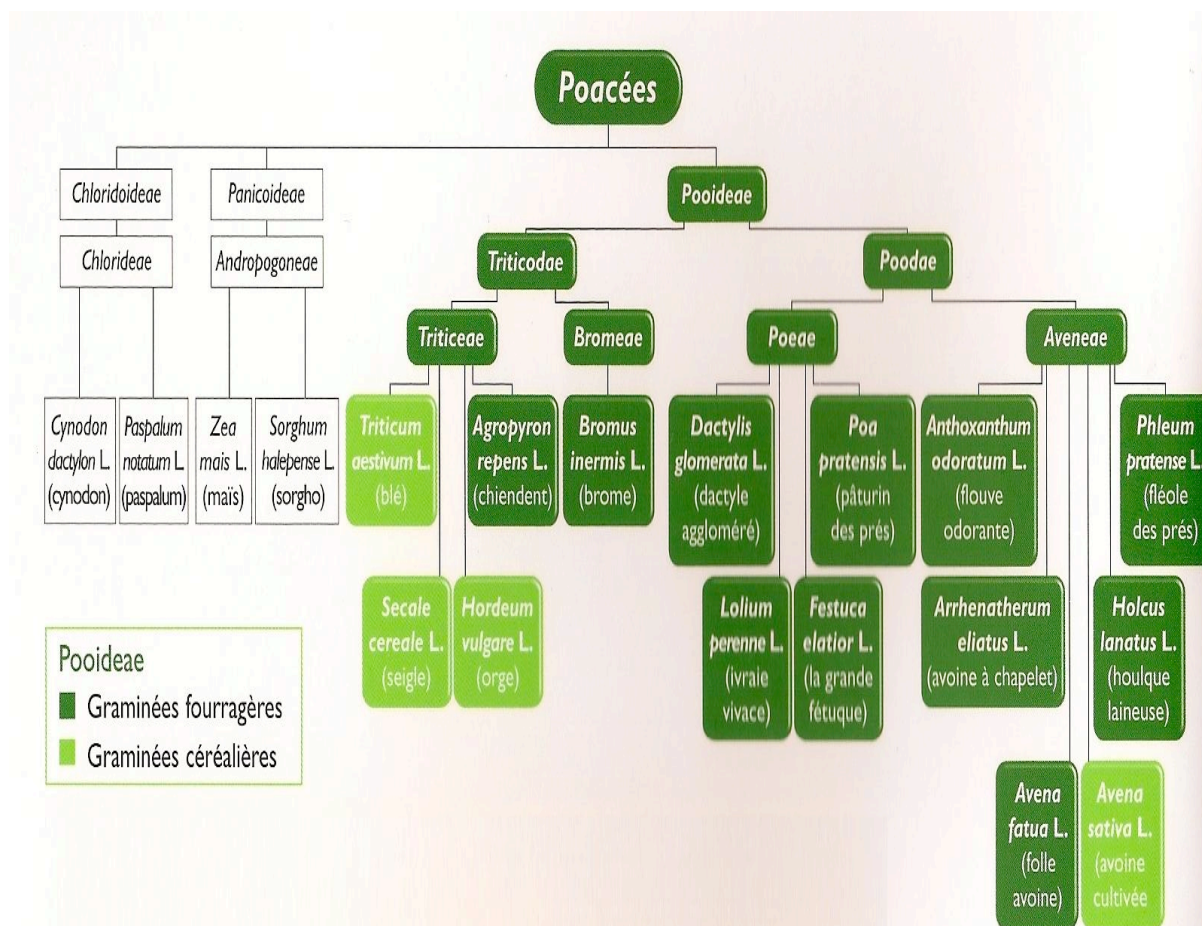 Poacées
Chloridoideae
Panicoideae
Pooideae
Chlorideae
Andropogoneae
Triticodae
Poodae
Triticeae
Bromeae
Poeae
Aveneae
Cynodon
dactylon L.
(cynodon)
Paspalum
notatum L.
(paspalum)
Zea
mais L.
(maïs)
Sorghum
halepense L.
(sorgho)
Triticum
aestivum L.
(blé)
Agropyron
repens L.
(chiendent)
Bromus
inermis L.
(brome)
Dactylis
glomerata L.
(dactyle
aggloméré)
Poa
pratensis L.
(pâturin
des prés)
Anthoxanthum
odoratum L.
(flouve
odorante)
Phleum
pratense L.
(fléole
des prés)
Secale
cereale L.
(seigle)
Hordeum
vulgare L.
(orge)
Lolium
perenne L.
(ivraie
vivace)
Festuca
elatior L.
(la grande
fétuque)
Arrhenatherum
eliatus L.
(avoine à chapelet)
Holcus
lanatus L.
(houlque
laineuse)
Avena
fatua L.
(folle
avoine)
Avena
sativa L.
(avoine
cultivée
Pooideae
Graminées fourragères
Graminées céréalières